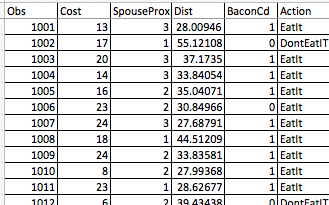 Obs Cost SpouseProx Dist BaconCd Action
1001 13 3 28.00946 1 EatIt
1002 17 1 55.12108 0 DontEatIT
1003 20 3 37.1735 1 EatIt
1004 14 3 33.84054 1 EatIt
1005 16 2 35.04071 1 EatIt
1006 23 2 30.84966 0 EatIt
1007 24 3 27.68791 1 EatIt
1008 18 1 44.51209 1 EatIt
1009 24 2 33.83581 1 EatIt
1010 8 2 27.99368 1 EatIt
1011 23 1 28.62677 1 EatIt
1012 6 2 39.43438 0 DontEatIT